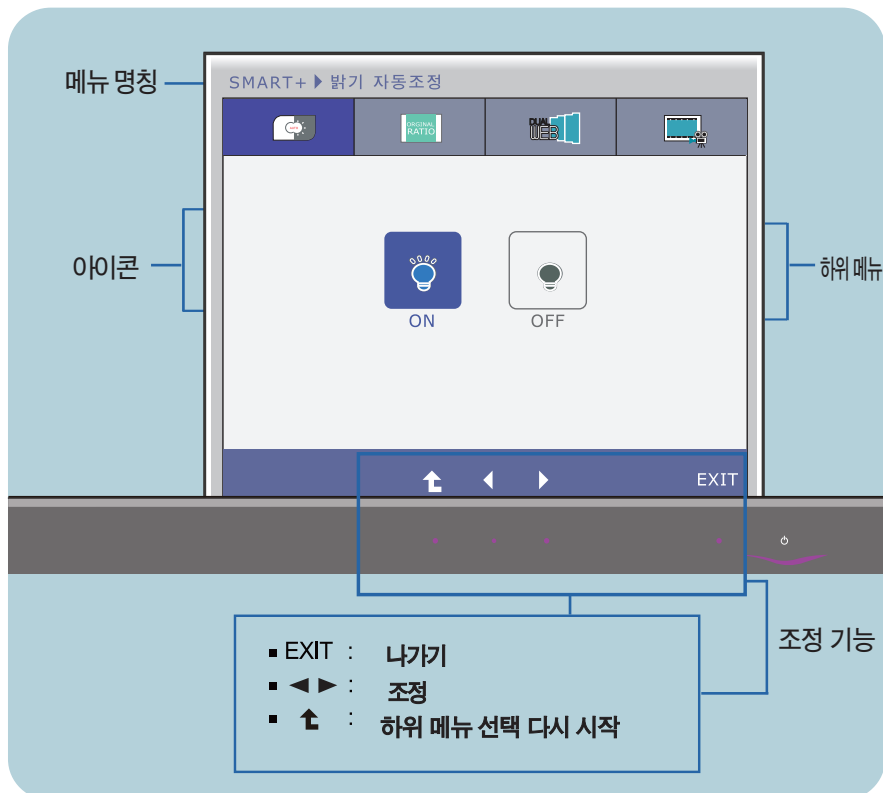 메뉴 명칭
SMART+ ▶ 밝기 자동조정
AUTO
ORIGINAL
RATIO
DUAL
WEB
아이콘
하위 메뉴
ON
OFF
EXIT
조정 기능
▪ EXIT : 나가기
▪ ◀ ▶ : 조정
▪ : 하위 메뉴 선택 다시 시작